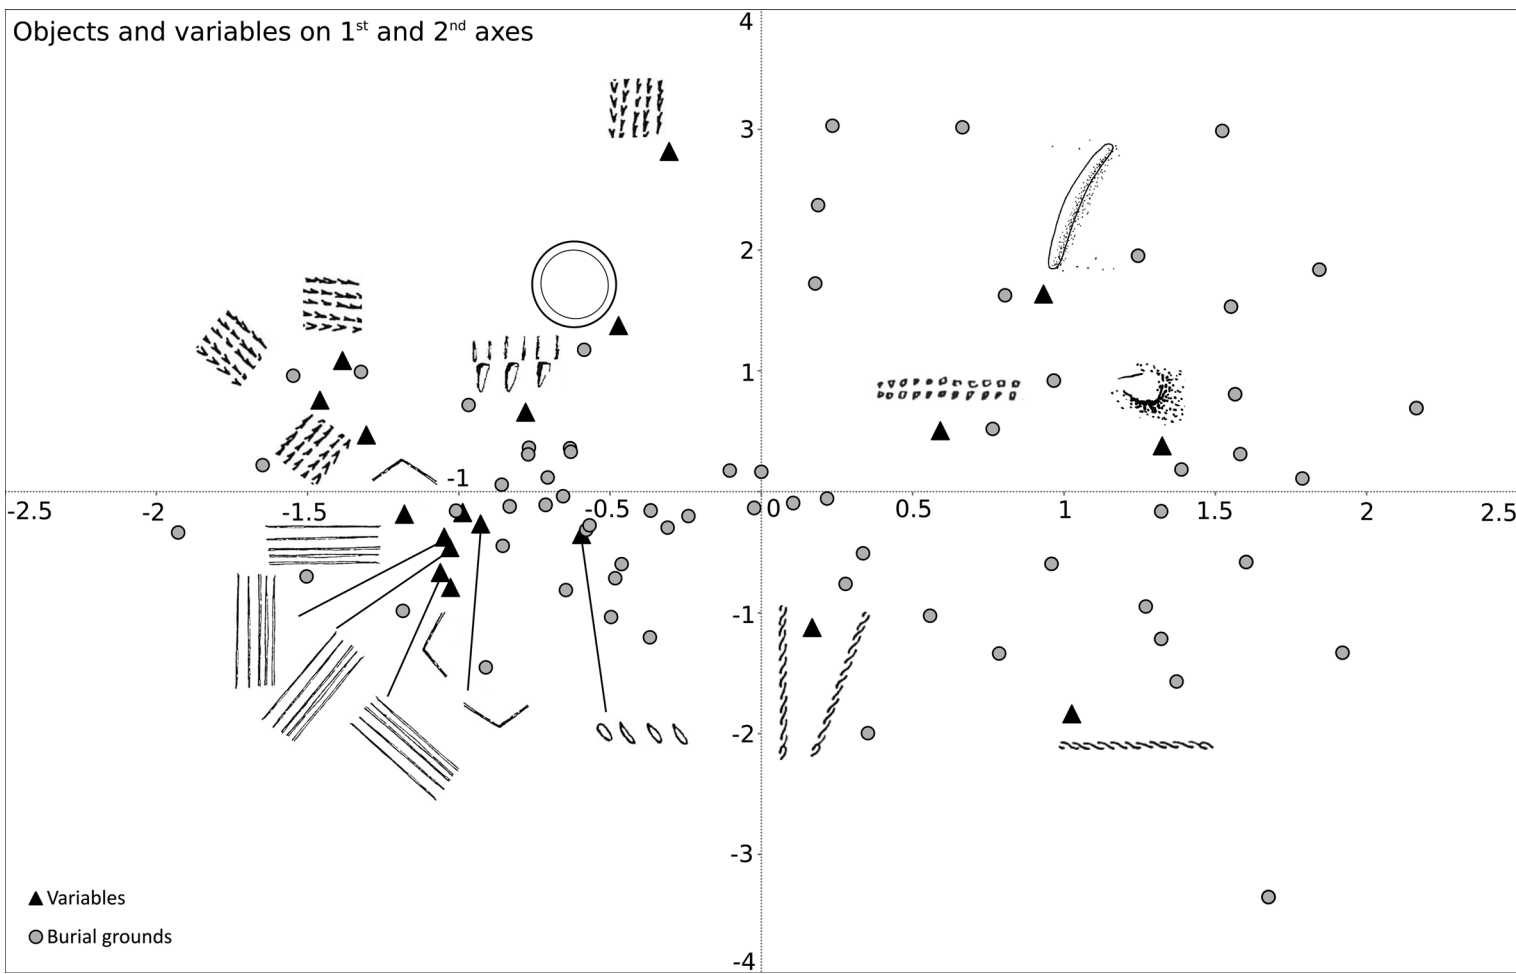 Objects and variables on 1st and 2nd axes
4
3
2
1
-1
-2.5 -2 -1.5 -0.5 0 0.5 1 1.5 2 2.5
-1
-2
-3
-4
Variables
Burial grounds